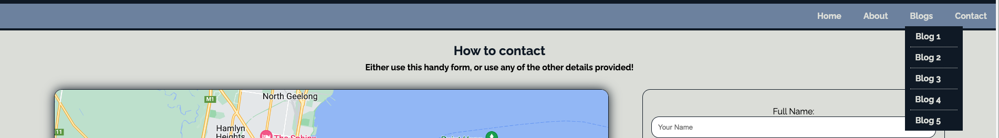 Home About Blogs Contact
Blog 1
Blog 2
Blog 3
Blog 4
Blog 5
How to contact
Either use this handy form, or use any of the other details provided!
M1
North Geelong
11
Hamlyn
Heights
The Sphinx
Point Henry
Full Name:
Your Name